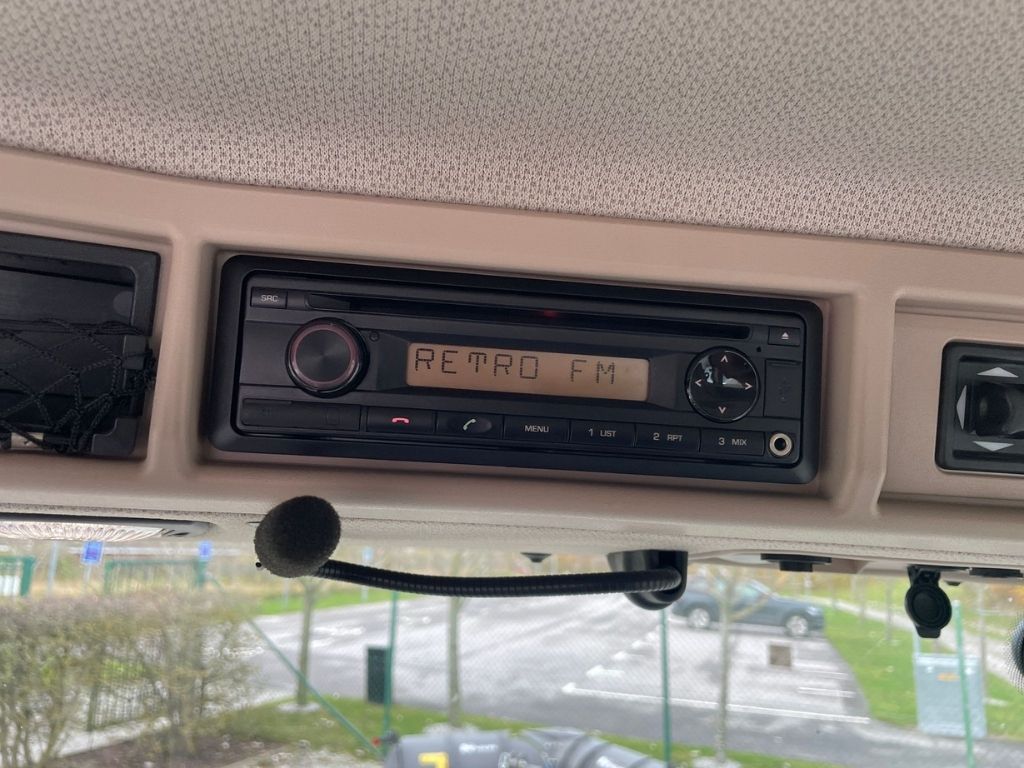 SRC
RETRO FM
MENU
1 LIST
2 RPT
3 MIX